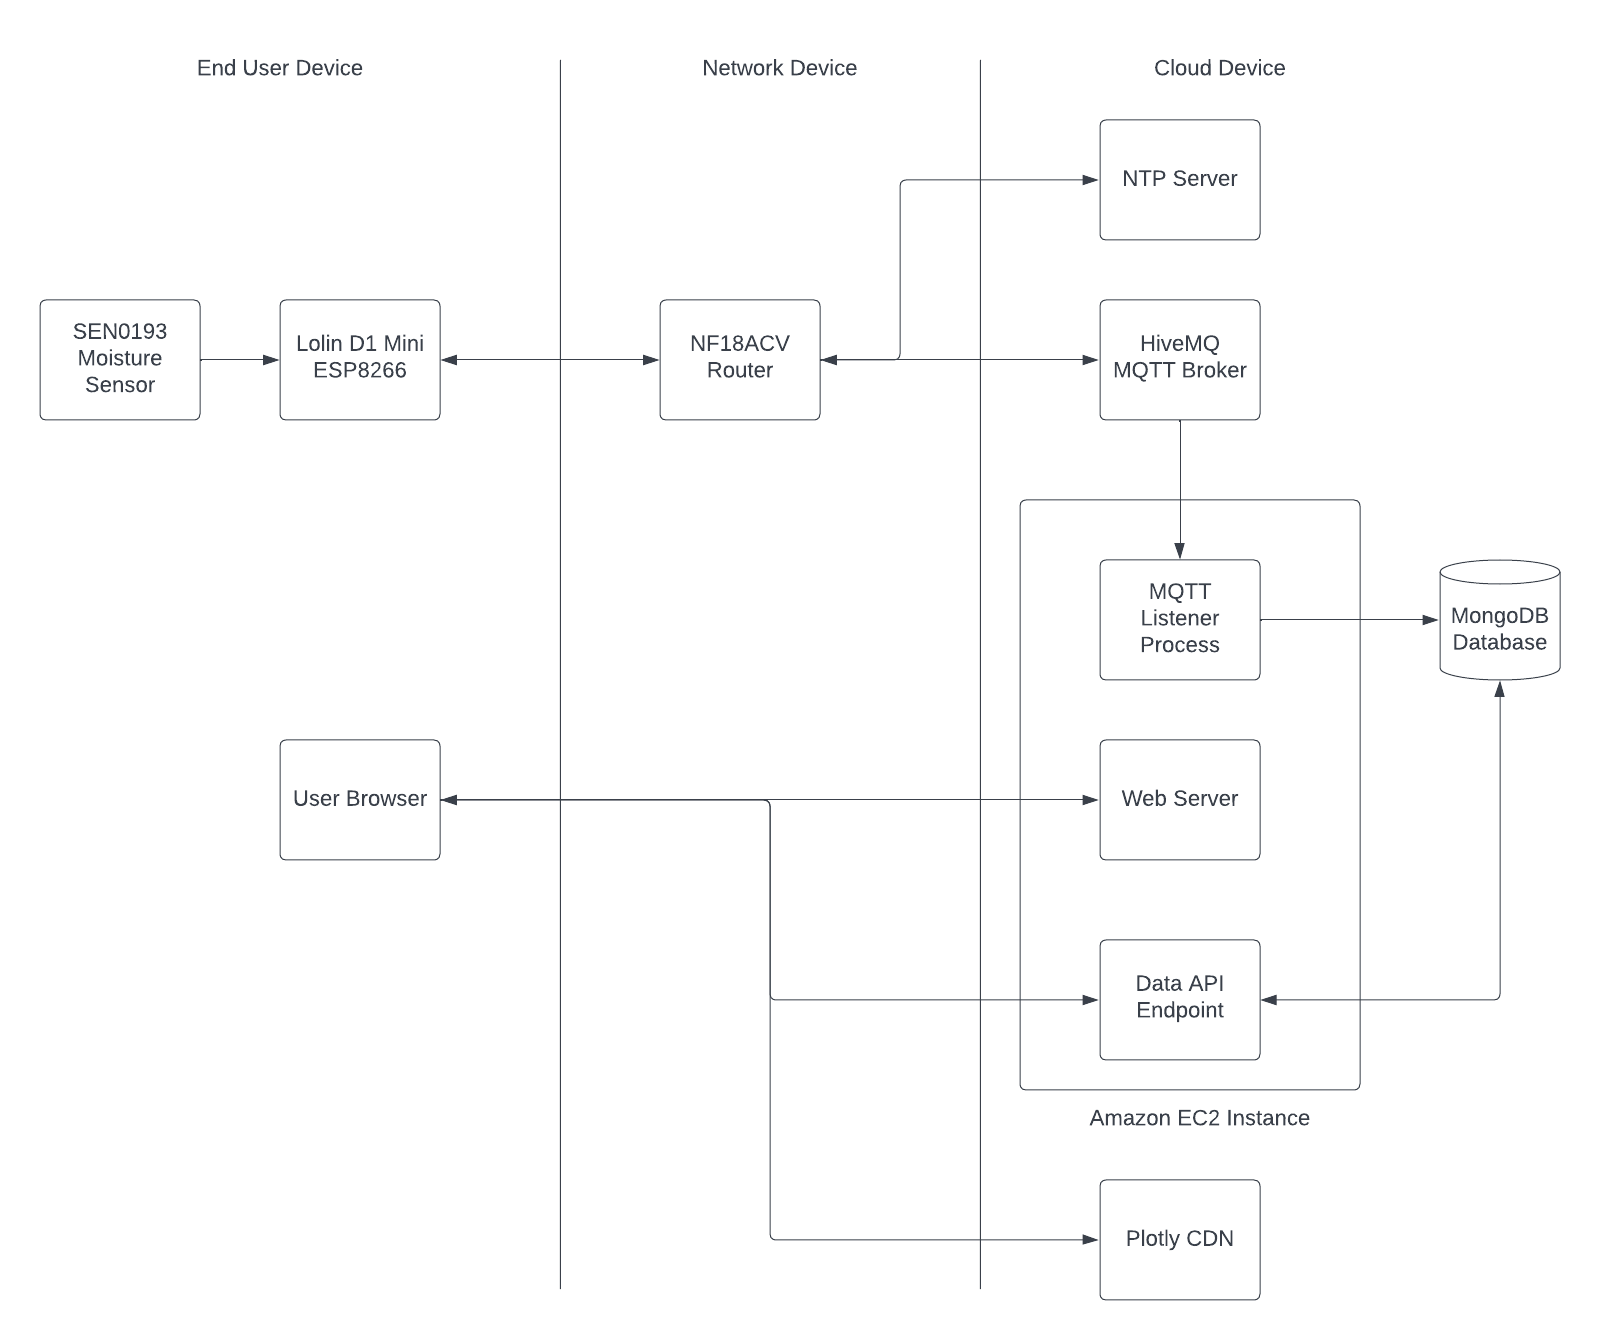 End User Device
Network Device
Cloud Device
NTP Server
SEN0193
Moisture
Sensor
Lolin D1 Mini
ESP8266
NF18ACV
Router
HiveMQ
MQTT Broker
MQTT
Listener
Process
MongoDB
Database
User Browser
Web Server
Data API
Endpoint
Amazon EC2 Instance
Plotly CDN